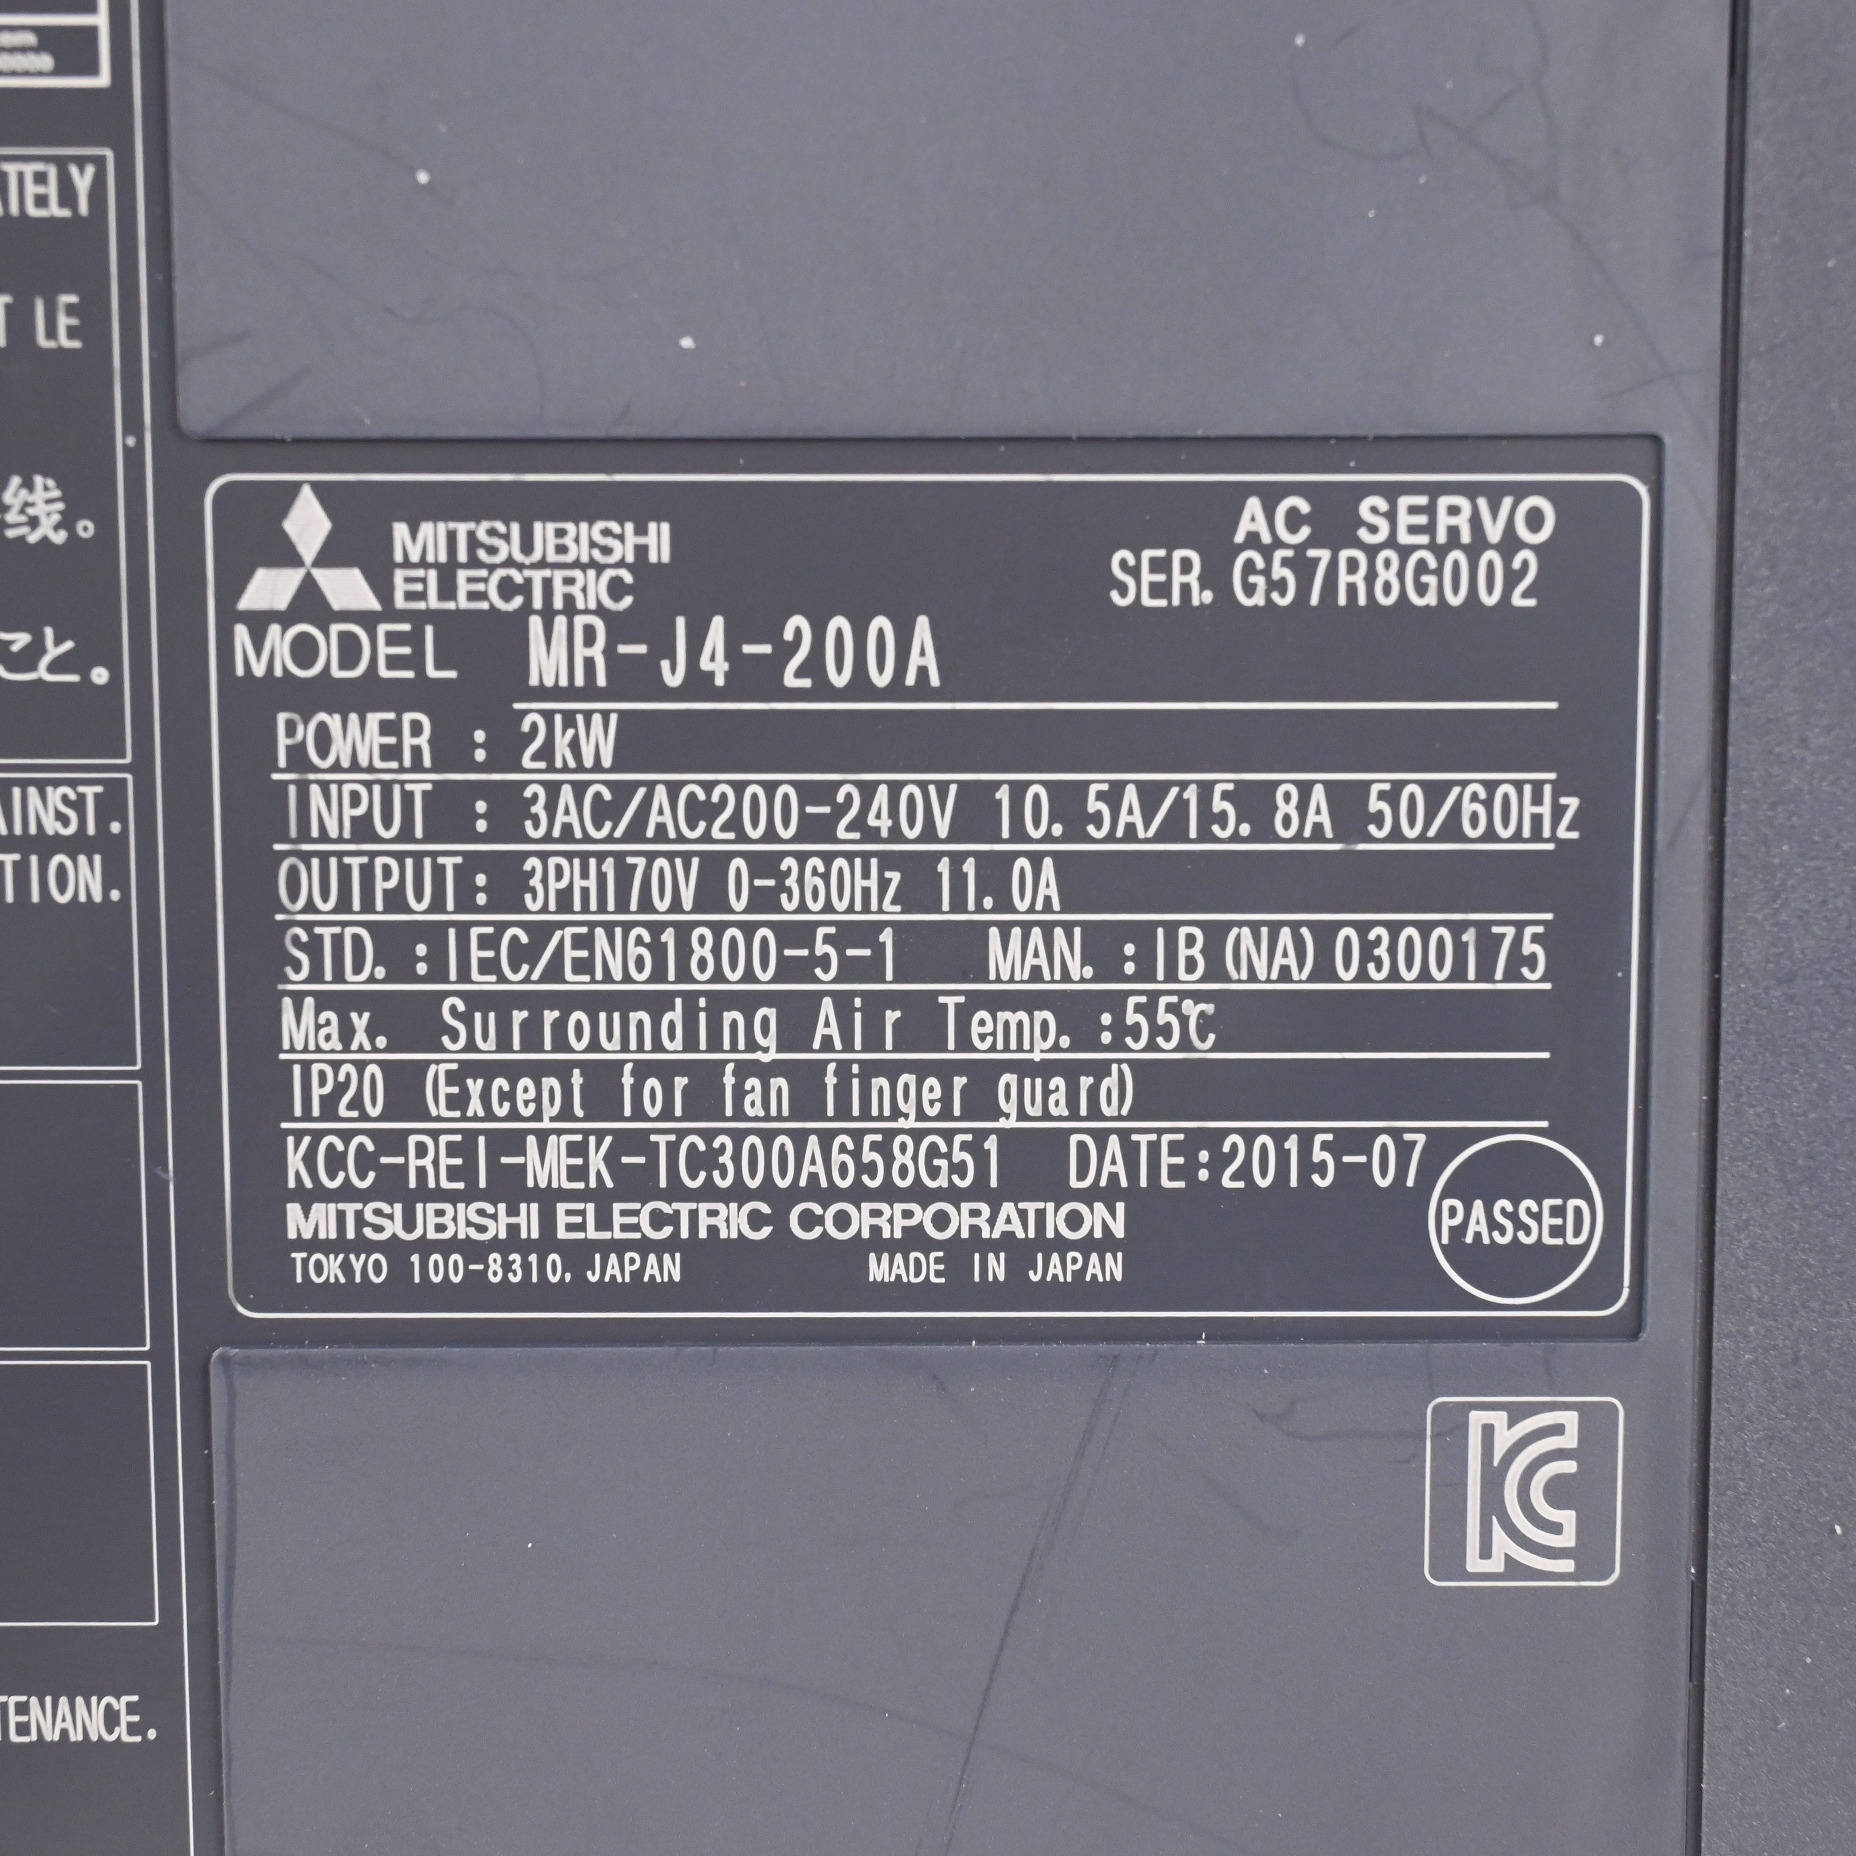 TELY
T LE
线。
こと。
AINST.
TION.
TENANCE.
MITSUBISHI
ELECTRIC
AC SERVO
SER. G57R8G002
MODEL MR-J4-200A
POWER : 2kW
INPUT : 3AC/AC200-240V 10.5A/15.8A 50/60Hz
OUTPUT: 3PH170V 0-360Hz 11.0A
STD. :IEC/EN61800-5-1 MAN. :IB(NA)0300175
Max. Surrounding Air Temp. :55℃
IP20 (Except for fan finger guard)
KCC-REI-MEK-TC300A658G51 DATE:2015-07
PASSED
MITSUBISHI ELECTRIC CORPORATION
TOKYO 100-8310, JAPAN MADE IN JAPAN
KC